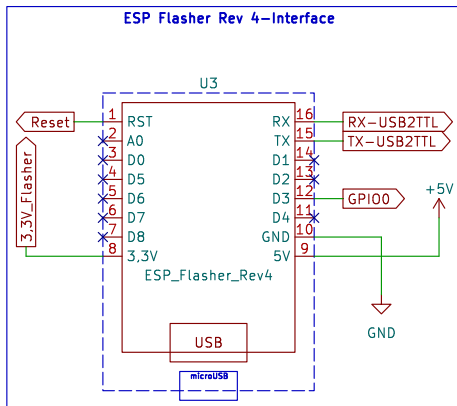 ESP Flasher Rev 4-Interface
U3
Reset 1 RST RX 16 RX-USB2TTL
2 A0 TX 15 TX-USB2TTL
3 D0 D1 14
4 D5 D2 13
5 D6 D3 12 GPIO0
6 D7 D4 11
7 D8 GND 10
3,3V_Flasher 8 3,3V 5V 9
+5V
ESP_Flasher_Rev4
GND
USB
microUSB